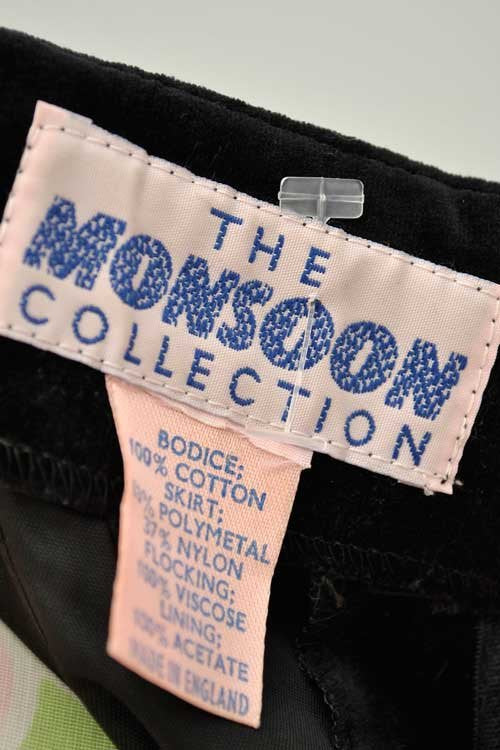 THE
MONSOON
COLLECTION
BODICE;
100% COTTON
SKIRT;
POLYMETAL
37% NYLON
FLOCKING;
100% VISCOSE
LINING;
100% ACETATE
MADE IN ENGLAND